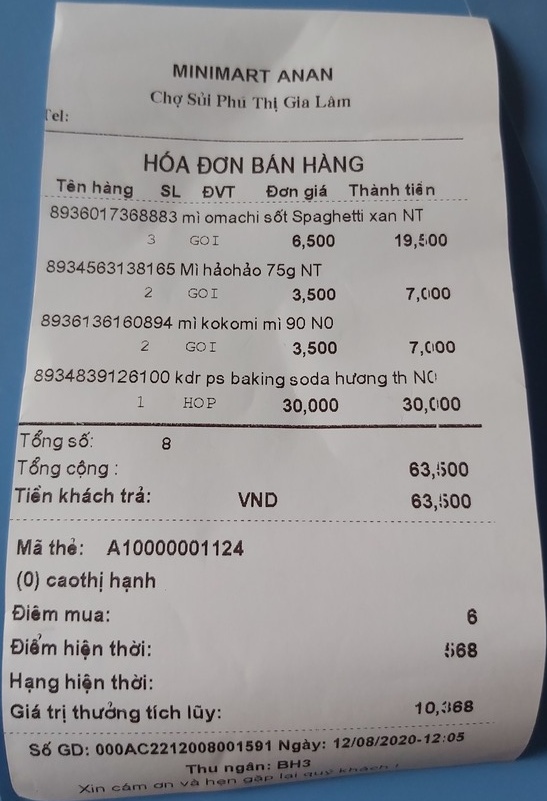 MINIMART ANAN
Chợ Sủi Phú Thị Gia Lâm
Tel:
HÓA ĐƠN BÁN HÀNG
Tên hàng SL ĐVT Đơn giá Thành tiền
8936017368883 mì omachi sốt Spaghetti xan NT
3 GOI 6,500 19,500
8934563138165 Mì hảohảo 75g NT
2 GOI 3,500 7,000
8936136160894 mì kokomi mì 90 N0
2 GOI 3,500 7,000
8934839126100 kdr ps baking soda hương th NC
1 HOP 30,000 30,000
Tổng số: 8
Tổng cộng : 63,500
Tiền khách trả: VND 63,500
Mã thẻ: A10000001124
(0) caothị hạnh
Điểm mua: 6
Điểm hiện thời: 568
Hạng hiện thời:
Giá trị thưởng tích lũy: 10,368
Số GD: 000AC2212008001591 Ngày: 12/08/2020-12:05
Thu ngân: BH3
Xin cảm ơn và hẹn gặp lại quý khách !